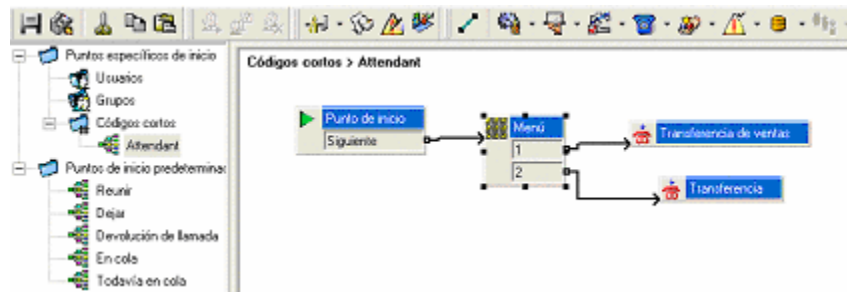 Puntos específicos de inicio
Usuarios
Grupos
Códigos cortos
Attendant
Puntos de inicio predetermina
Reunir
Dejar
Devolución de llamada
En cola
Todavía en cola
Códigos cortos > Attendant
Punto de inicio
Siguiente
Menú
1
2
Transferencia de ventas
Transferencia